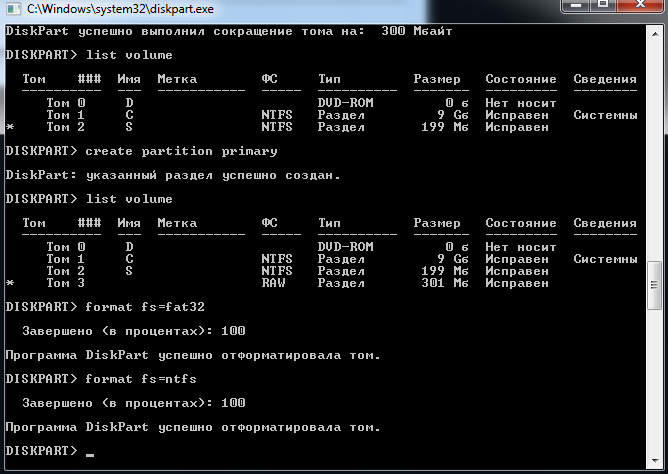 C:\Windows\system32\diskpart.exe
DiskPart успешно выполнил сокращение тома на:  300 Мбайт
DISKPART> list volume
Том    ###  Имя  Метка        ФС     Тип         Размер   Состояние  Сведения
Том 0     D                       DVD-ROM         0 б  Нет носит
Том 1     C                NTFS   Раздел          9 Gб  Исправен   Системны
* Том 2     S                NTFS   Раздел        199 Mб  Исправен
DISKPART> create partition primary
DiskPart: указанный раздел успешно создан.
DISKPART> list volume
Том    ###  Имя  Метка        ФС     Тип         Размер   Состояние  Сведения
Том 0     D                       DVD-ROM         0 б  Нет носит
Том 1     C                NTFS   Раздел          9 Gб  Исправен   Системны
Том 2     S                NTFS   Раздел        199 Mб  Исправен
* Том 3                      RAW    Раздел        301 Mб  Исправен
DISKPART> format fs=fat32
Завершено (в процентах): 100
Программа DiskPart успешно отформатировала том.
DISKPART> format fs=ntfs
Завершено (в процентах): 100
Программа DiskPart успешно отформатировала том.
DISKPART> _